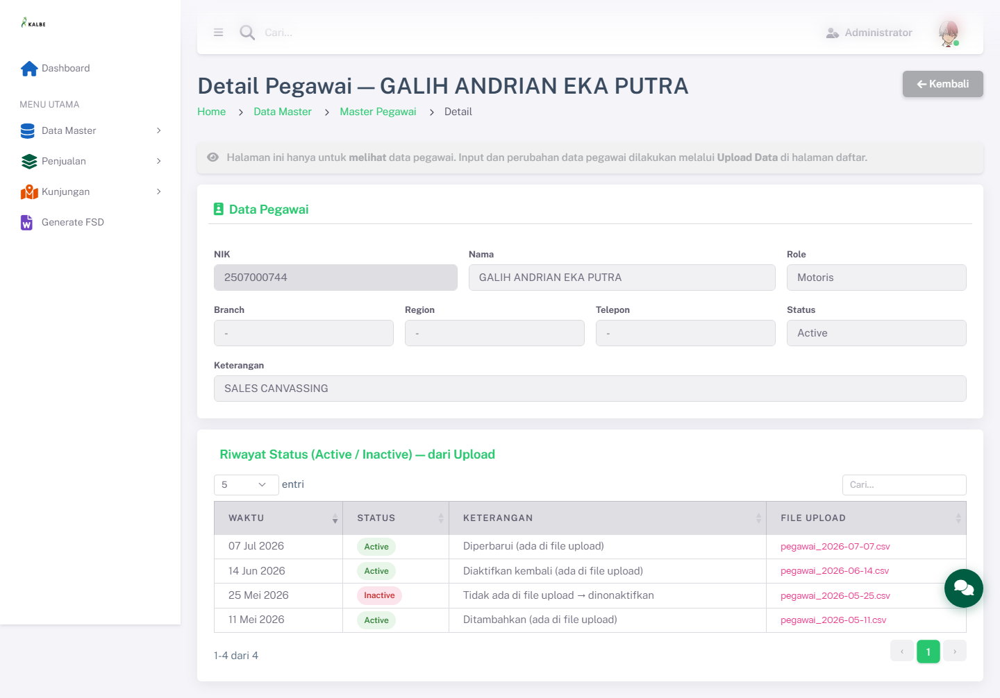 KALBE
Cari...
Administrator
Dashboard
MENU UTAMA
Data Master
Penjualan
Kunjungan
Generate FSD
Detail Pegawai — GALIH ANDRIAN EKA PUTRA
← Kembali
Home > Data Master > Master Pegawai > Detail
Halaman ini hanya untuk melihat data pegawai. Input dan perubahan data pegawai dilakukan melalui Upload Data di halaman daftar.
Data Pegawai
NIK Nama Role
2507000744 GALIH ANDRIAN EKA PUTRA Motoris
Branch Region Telepon Status
- - - Active
Keterangan
SALES CANVASSING
Riwayat Status (Active / Inactive) — dari Upload
5 entri Cari...
WAKTU STATUS KETERANGAN FILE UPLOAD
07 Jul 2026 Active Diperbarui (ada di file upload) pegawai_2026-07-07.csv
14 Jun 2026 Active Diaktifkan kembali (ada di file upload) pegawai_2026-06-14.csv
25 Mei 2026 Inactive Tidak ada di file upload → dinonaktifkan pegawai_2026-05-25.csv
11 Mei 2026 Active Ditambahkan (ada di file upload) pegawai_2026-05-11.csv
1-4 dari 4 ‹ 1 ›